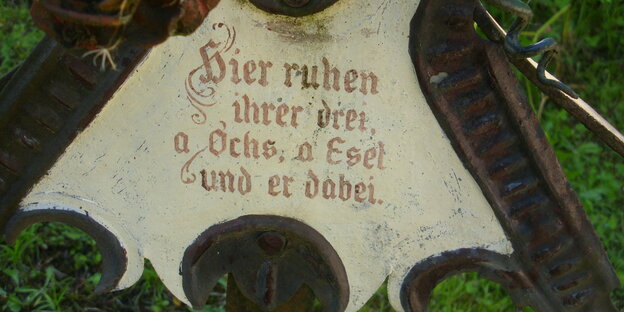 Hier ruhen
ihrer drei,
a Ochs, a Esel
und er dabei.